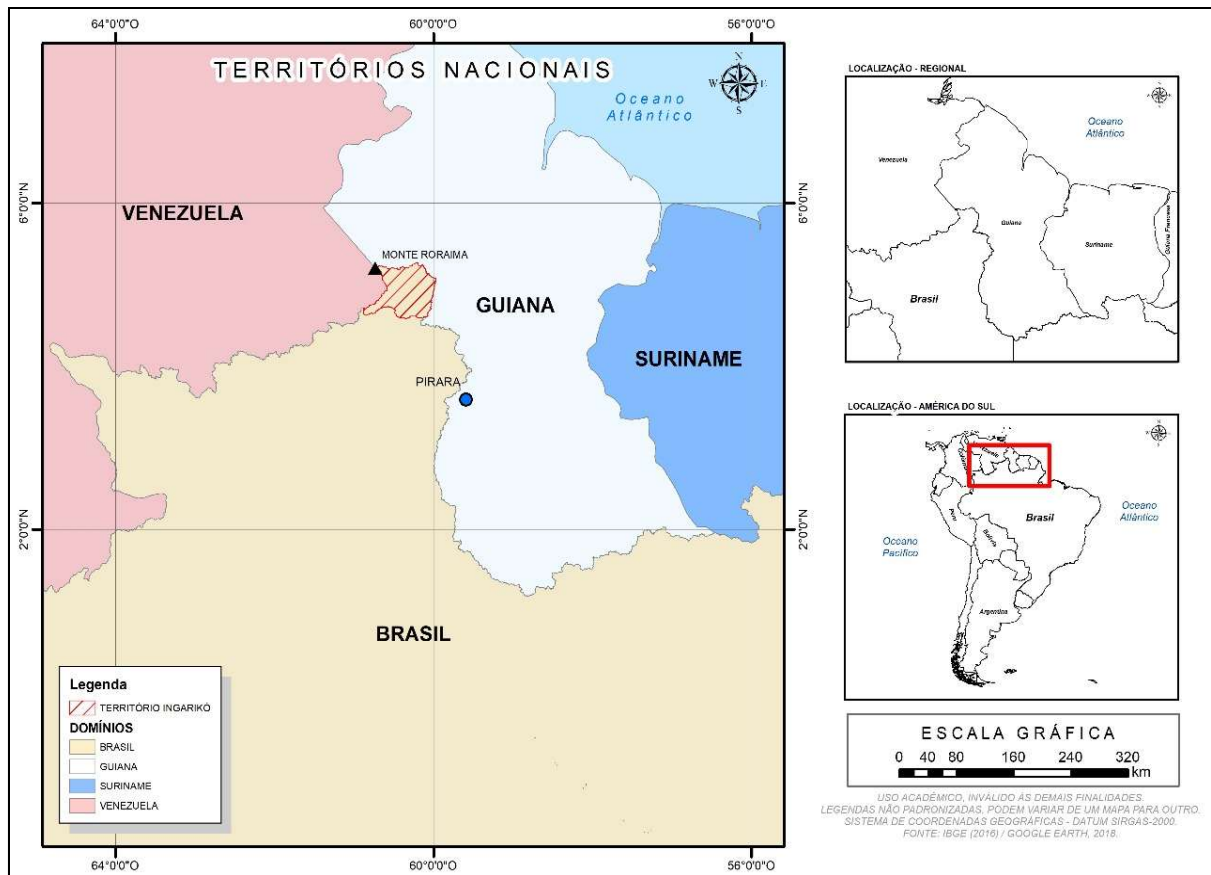 64°0'0"O
60°0'0"O
56°0'0"O
TERRITÓRIOS NACIONAIS
N
W
E
S
Oceano
Atlântico
6°0'0"N
6°0'0"N
VENEZUELA
MONTE RORAIMA
GUIANA
SURINAME
PIRARA
2°0'0"N
2°0'0"N
BRASIL
Legenda
TERRITÓRIO INGARIKÓ
DOMÍNIOS
BRASIL
GUIANA
SURINAME
VENEZUELA
64°0'0"O
60°0'0"O
56°0'0"O
LOCALIZAÇÃO - REGIONAL
Oceano
Atlântico
Venezuela
Guiana
Suriname
Guiana Francesa
Brasil
LOCALIZAÇÃO - AMÉRICA DO SUL
Brasil
Oceano
Atlântico
Peru
Oceano
Pacífico
Bolívia
Argentina
ESCALA GRÁFICA
0 40 80 160 240 320
km
USO ACADÊMICO, INVÁLIDO ÀS DEMAIS FINALIDADES.
LEGENDAS NÃO PADRONIZADAS, PODEM VARIAR DE UM MAPA PARA OUTRO.
SISTEMA DE COORDENADAS GEOGRÁFICAS - DATUM SIRGAS-2000.
FONTE: IBGE (2016) / GOOGLE EARTH, 2018.